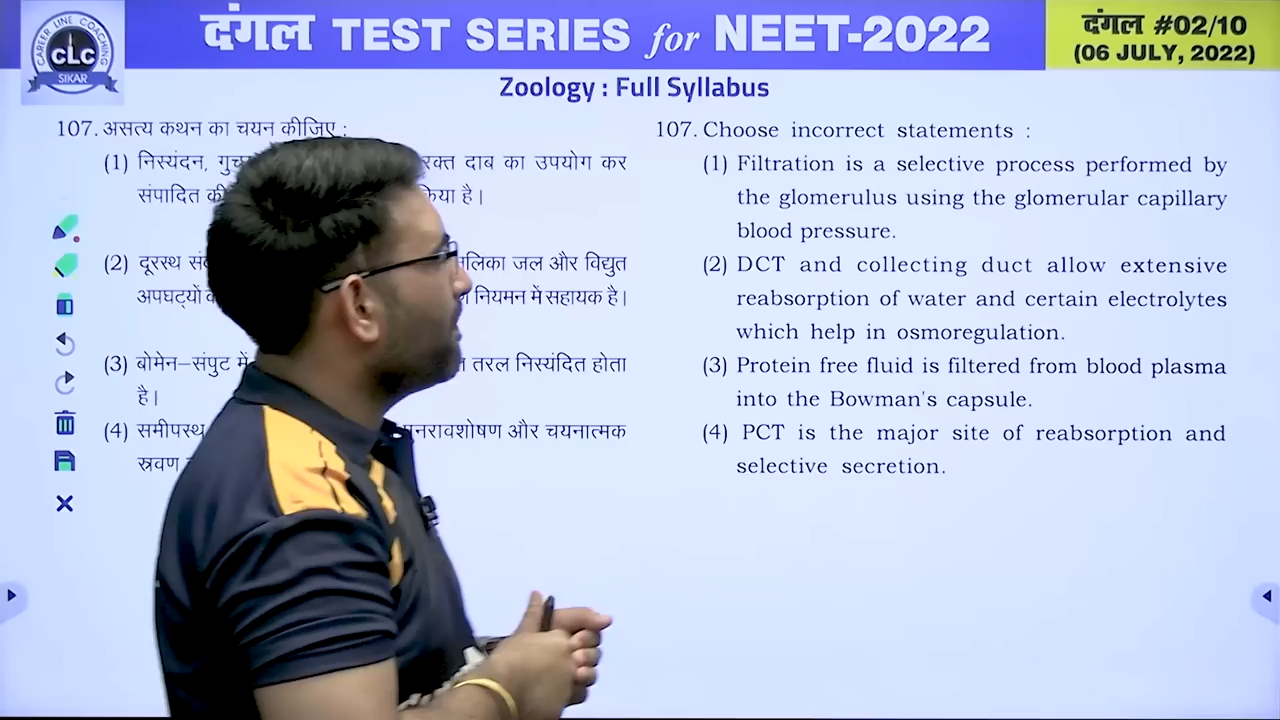 दंगल TEST SERIES for NEET-2022
दंगल #02/10
(06 JULY, 2022)
CAREER LINE COACHING
CLC
SIKAR
Zoology : Full Syllabus
107. असत्य कथन का चयन कीजिए :
(1) निस्यंदन, रक्त दाब का उपयोग कर
संपादित है।
(2) दूरस्थ जल और विद्युत
नियमन में सहायक है।
(3) बोमेन-संपुट में तरल निस्यंदित होता
है।
(4) समीपस्थ और चयनात्मक
स्रवण
107. Choose incorrect statements :
(1) Filtration is a selective process performed by
the glomerulus using the glomerular capillary
blood pressure.
(2) DCT and collecting duct allow extensive
reabsorption of water and certain electrolytes
which help in osmoregulation.
(3) Protein free fluid is filtered from blood plasma
into the Bowman's capsule.
(4) PCT is the major site of reabsorption and
selective secretion.